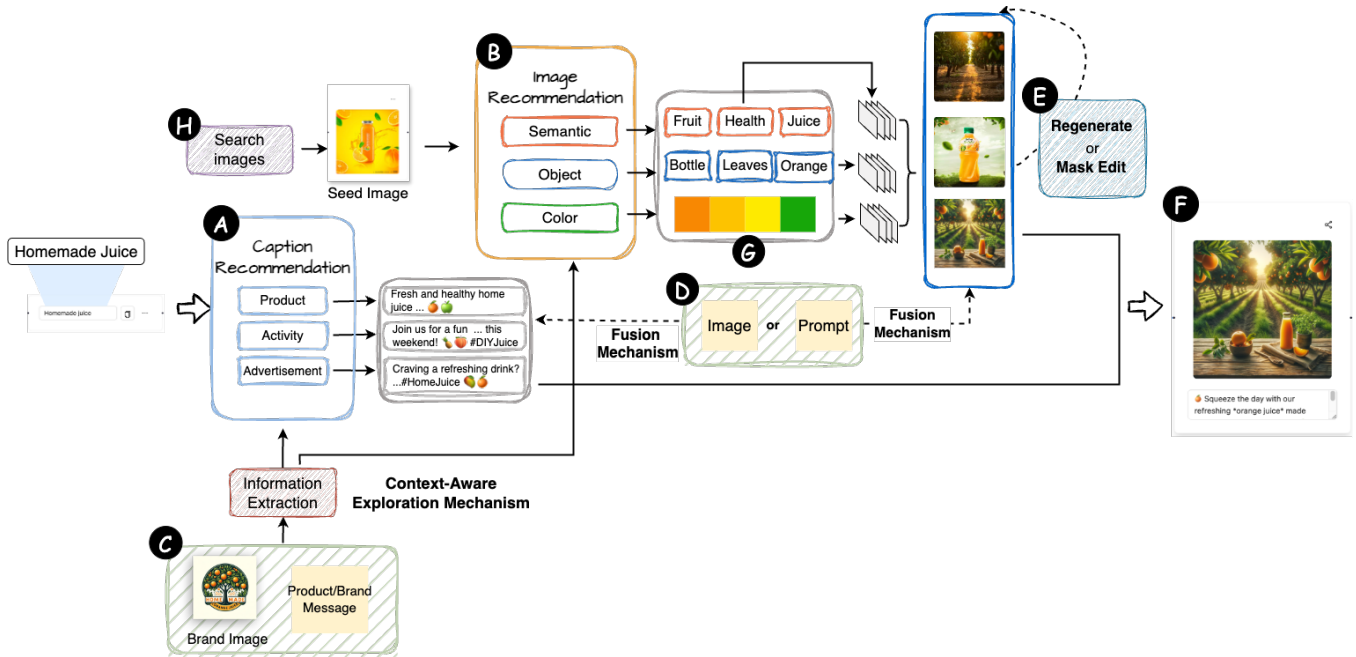 H
Search
images
Seed Image
B
Image
Recommendation
Semantic
Object
Color
Fruit
Health
Juice
Bottle
Leaves
Orange
G
E
Regenerate
or
Mask Edit
Homemade Juice
Homemade juice
A
Caption
Recommendation
Product
Activity
Advertisement
Fresh and healthy home
juice ... 🍊🍏
Join us for a fun ... this
weekend! 🍍🍑 #DIYJuice
Craving a refreshing drink?
...#HomeJuice 🥭🍊
D
Image
or
Prompt
Fusion
Mechanism
Fusion
Mechanism
F
🍊 Squeeze the day with our
refreshing *orange juice* made
Information
Extraction
Context-Aware
Exploration Mechanism
C
Brand Image
Product/Brand
Message